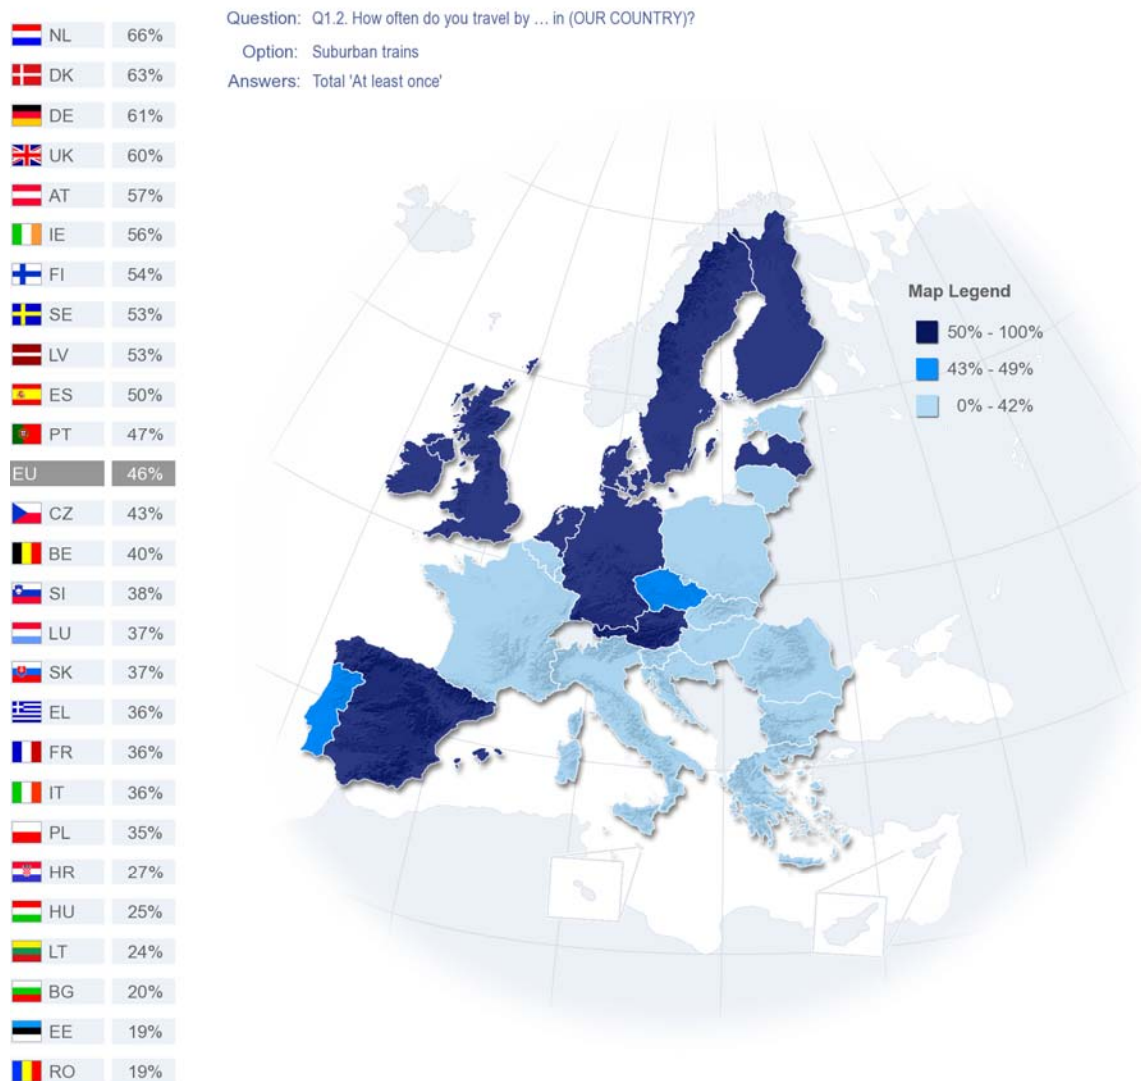 Question: Q1.2. How often do you travel by … in (OUR COUNTRY)?
Option: Suburban trains
Answers: Total 'At least once'
NL 66%
DK 63%
DE 61%
UK 60%
AT 57%
IE 56%
FI 54%
SE 53%
LV 53%
ES 50%
PT 47%
EU 46%
CZ 43%
BE 40%
SI 38%
LU 37%
SK 37%
EL 36%
FR 36%
IT 36%
PL 35%
HR 27%
HU 25%
LT 24%
BG 20%
EE 19%
RO 19%
Map Legend
50% - 100%
43% - 49%
0% - 42%